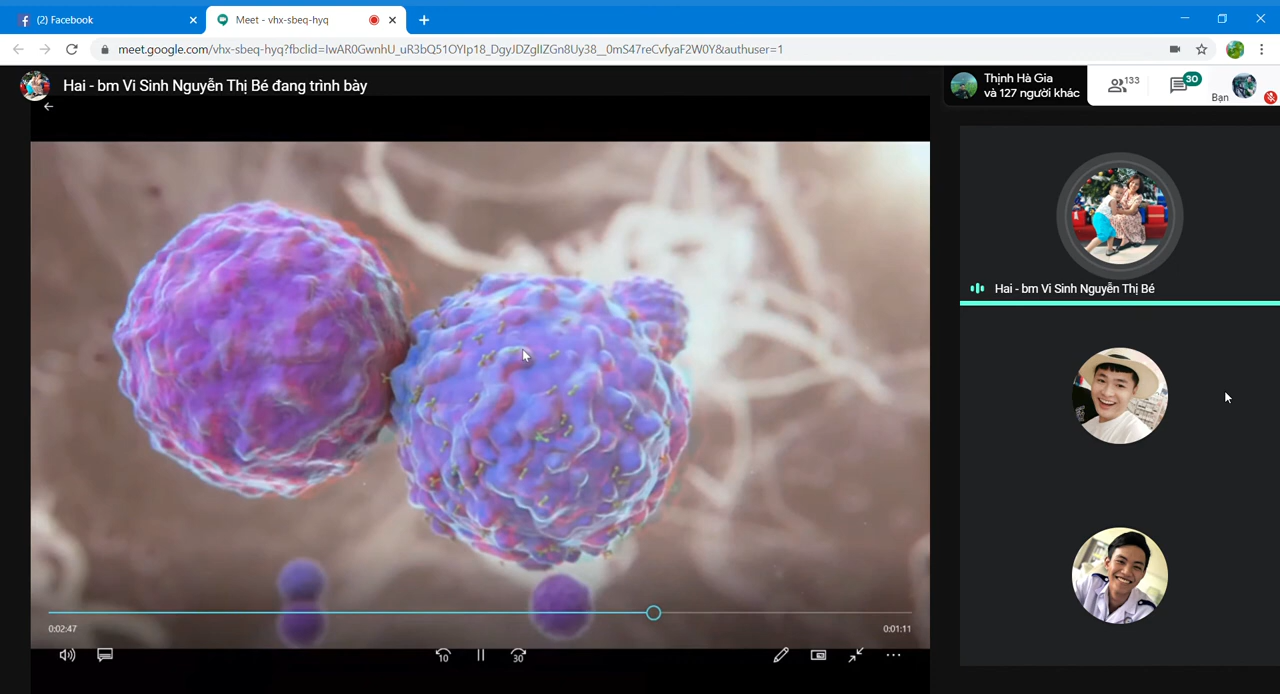 (2) Facebook
Meet - vhx-sbeq-hyq
meet.google.com/vhx-sbeq-hyq?fbclid=IwAR0GwnhU_uR3bQ51OYIp18_DgyJDZglIZGn8Uy38__0mS47reCvfyaF2W0Y&authuser=1
Hai - bm Vi Sinh Nguyễn Thị Bé đang trình bày
Thịnh Hà Gia
và 127 người khác
133
30
Bạn
Hai - bm Vi Sinh Nguyễn Thị Bé
0:02:47
0:01:11
10
30